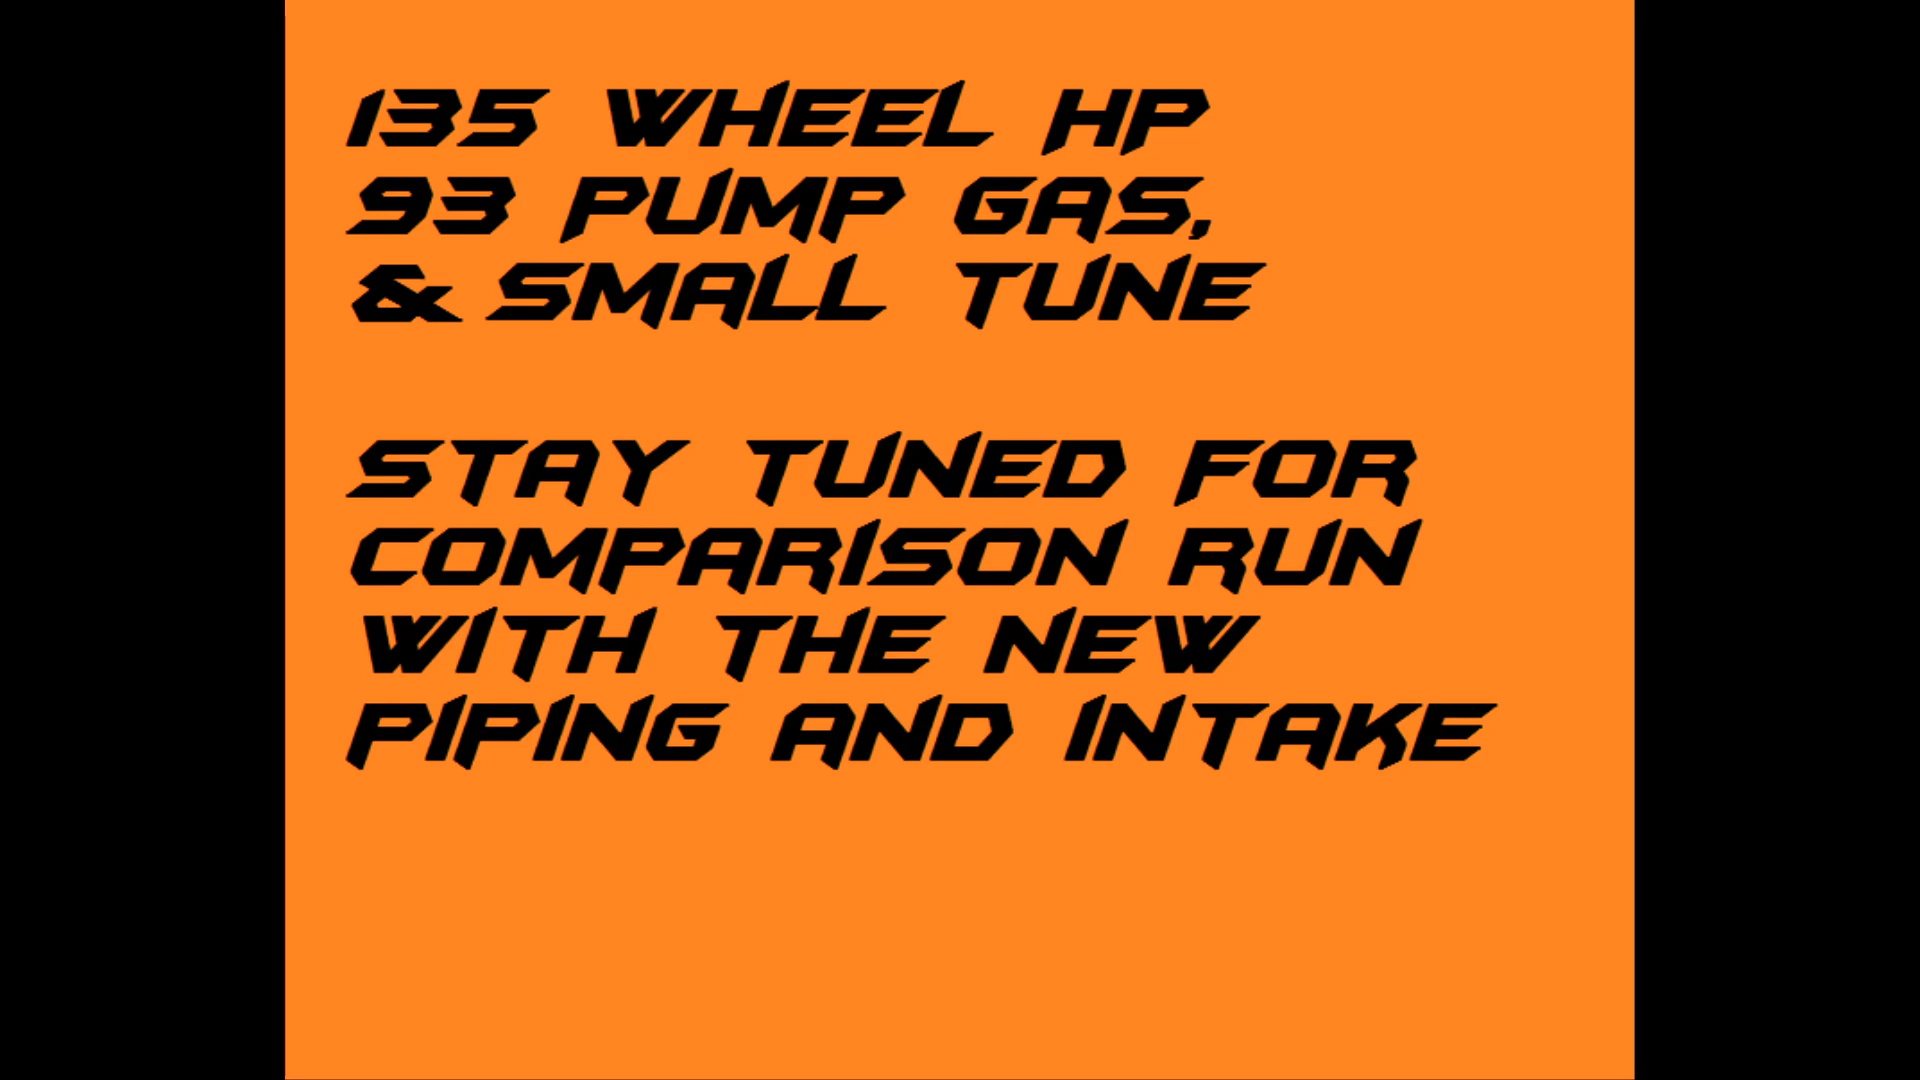 135 WHEEL HP
93 PUMP GAS,
& SMALL TUNE
STAY TUNED FOR
COMPARISON RUN
WITH THE NEW
PIPING AND INTAKE